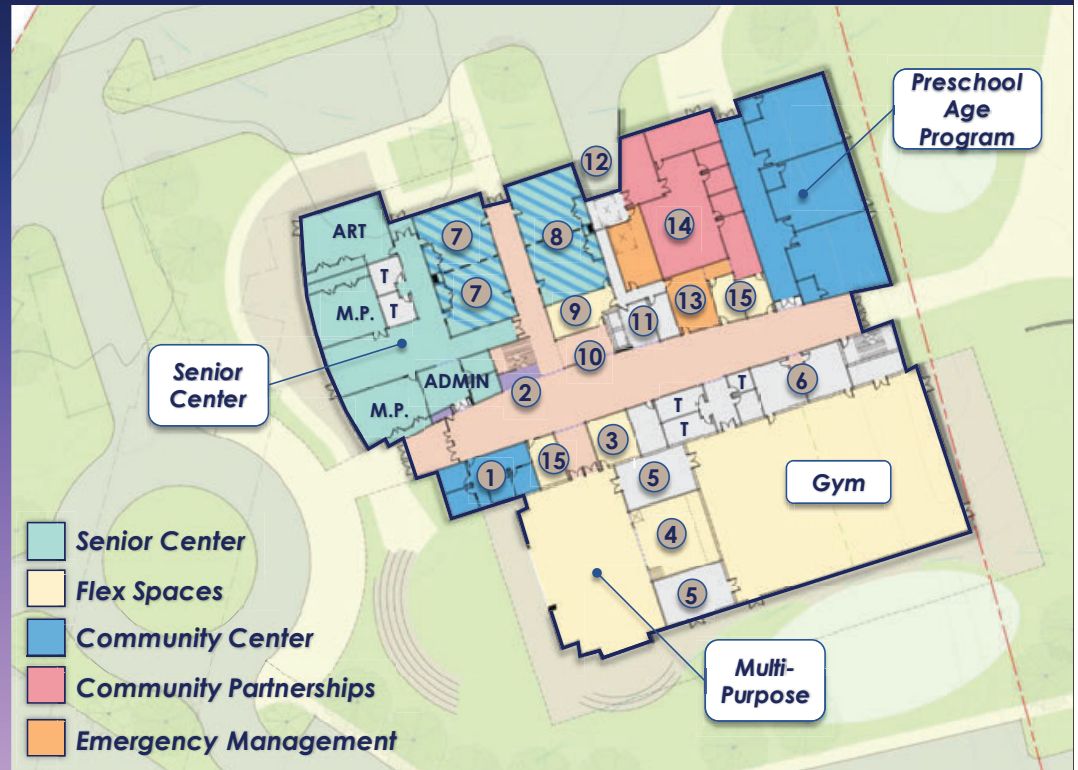 Preschool
Age
Program
12
ART
7
8
14
T
7
T
M.P.
9
13
15
11
10
Senior
Center
ADMIN
2
6
T
M.P.
T
3
T
15
1
5
Gym
4
5
Senior Center
Flex Spaces
Community Center
Multi-
Purpose
Community Partnerships
Emergency Management